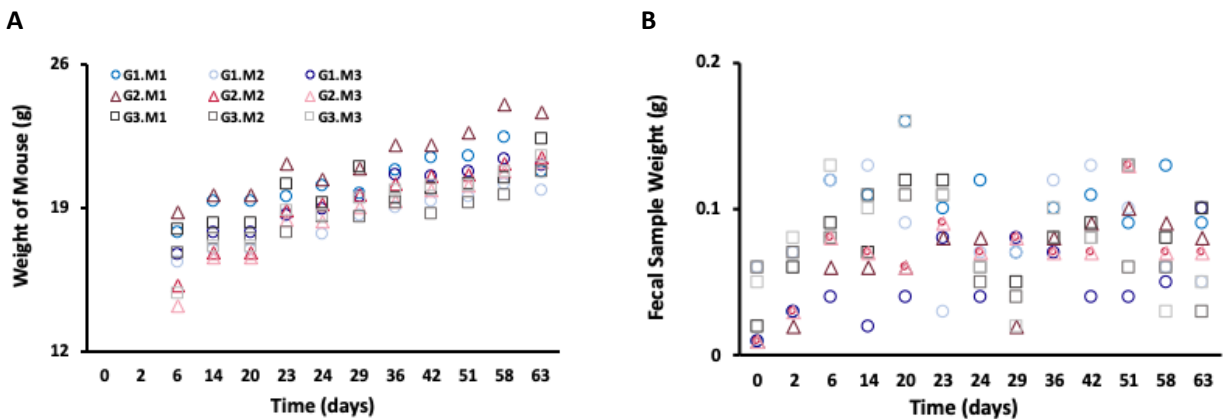 A
B
26
19
12
Weight of Mouse (g)
G1.M1 G1.M2 G1.M3
G2.M1 G2.M2 G2.M3
G3.M1 G3.M2 G3.M3
0 2 6 14 20 23 24 29 36 42 51 58 63
Time (days)
0.2
0.1
0
Fecal Sample Weight (g)
0 2 6 14 20 23 24 29 36 42 51 58 63
Time (days)